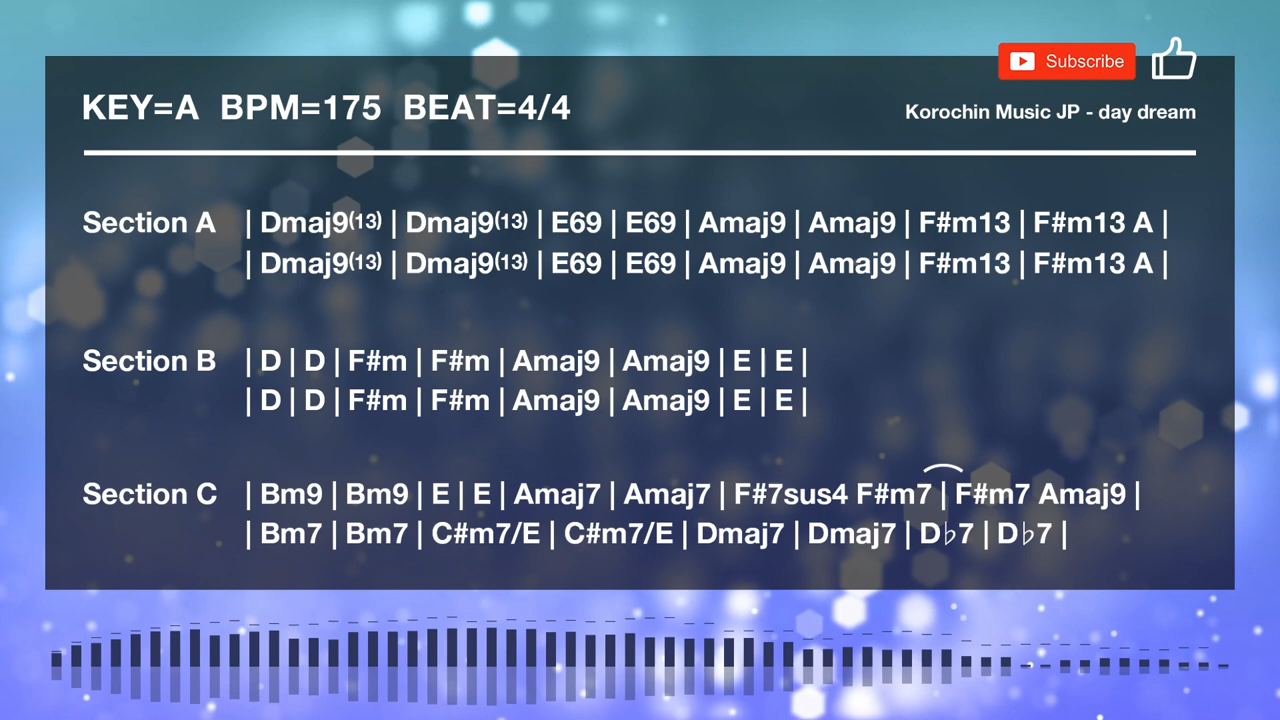 Subscribe
KEY=A BPM=175 BEAT=4/4
Korochin Music JP - day dream
Section A | Dmaj9(13) | Dmaj9(13) | E69 | E69 | Amaj9 | Amaj9 | F#m13 | F#m13 A |
| Dmaj9(13) | Dmaj9(13) | E69 | E69 | Amaj9 | Amaj9 | F#m13 | F#m13 A |
Section B | D | D | F#m | F#m | Amaj9 | Amaj9 | E | E |
| D | D | F#m | F#m | Amaj9 | Amaj9 | E | E |
Section C | Bm9 | Bm9 | E | E | Amaj7 | Amaj7 | F#7sus4 F#m7 | F#m7 Amaj9 |
| Bm7 | Bm7 | C#m7/E | C#m7/E | Dmaj7 | Dmaj7 | D♭7 | D♭7 |